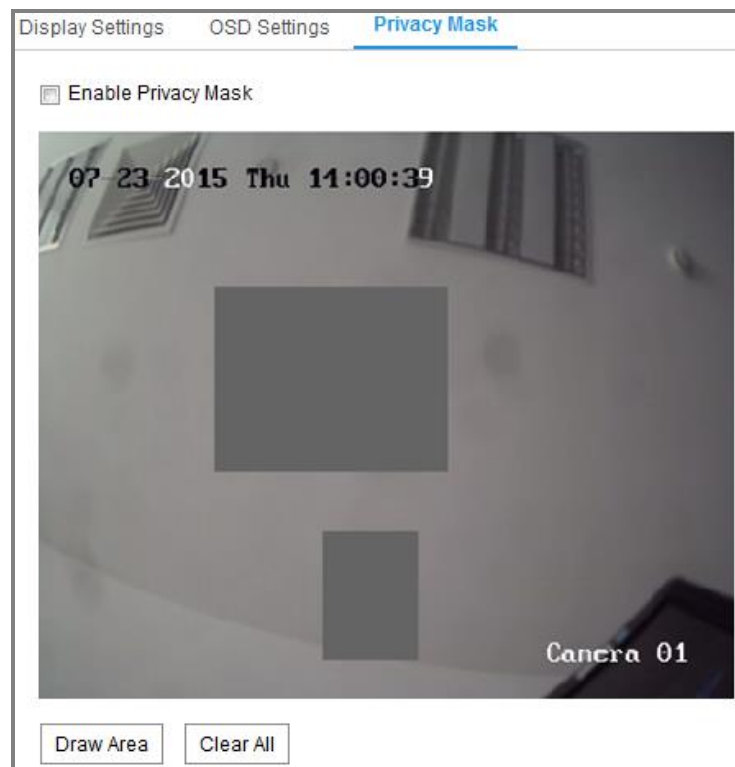 Display Settings OSD Settings Privacy Mask
Enable Privacy Mask
07-23-2015 Thu 11:00:39
Camera 01
Draw Area Clear All